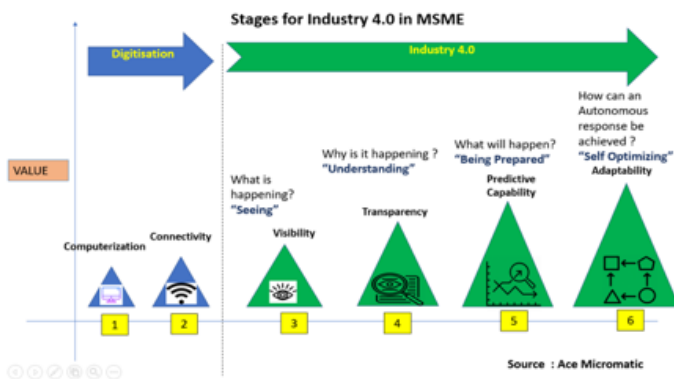 Stages for Industry 4.0 in MSME
Digitisation
Industry 4.0
VALUE
Computerization
Connectivity
What is
happening?
“Seeing”
Visibility
Why is it happening ?
“Understanding”
Transparency
What will happen?
“Being Prepared”
Predictive
Capability
How can an
Autonomous
response be
achieved ?
“Self Optimizing”
Adaptability
1
2
3
4
5
6
Source : Ace Micromatic